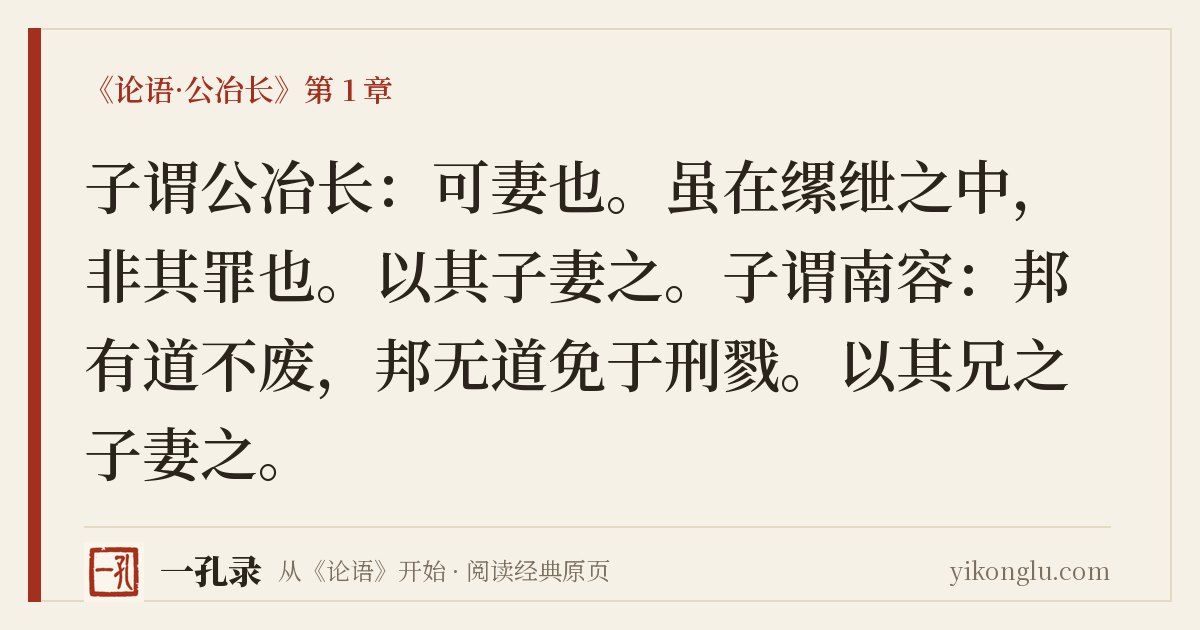 《论语·公冶长》第 1 章
子谓公冶长：可妻也。虽在缧绁之中，
非其罪也。以其子妻之。子谓南容：邦
有道不废，邦无道免于刑戮。以其兄之
子妻之。
一孔
一孔录 从《论语》开始 · 阅读经典原页 yikonglu.com